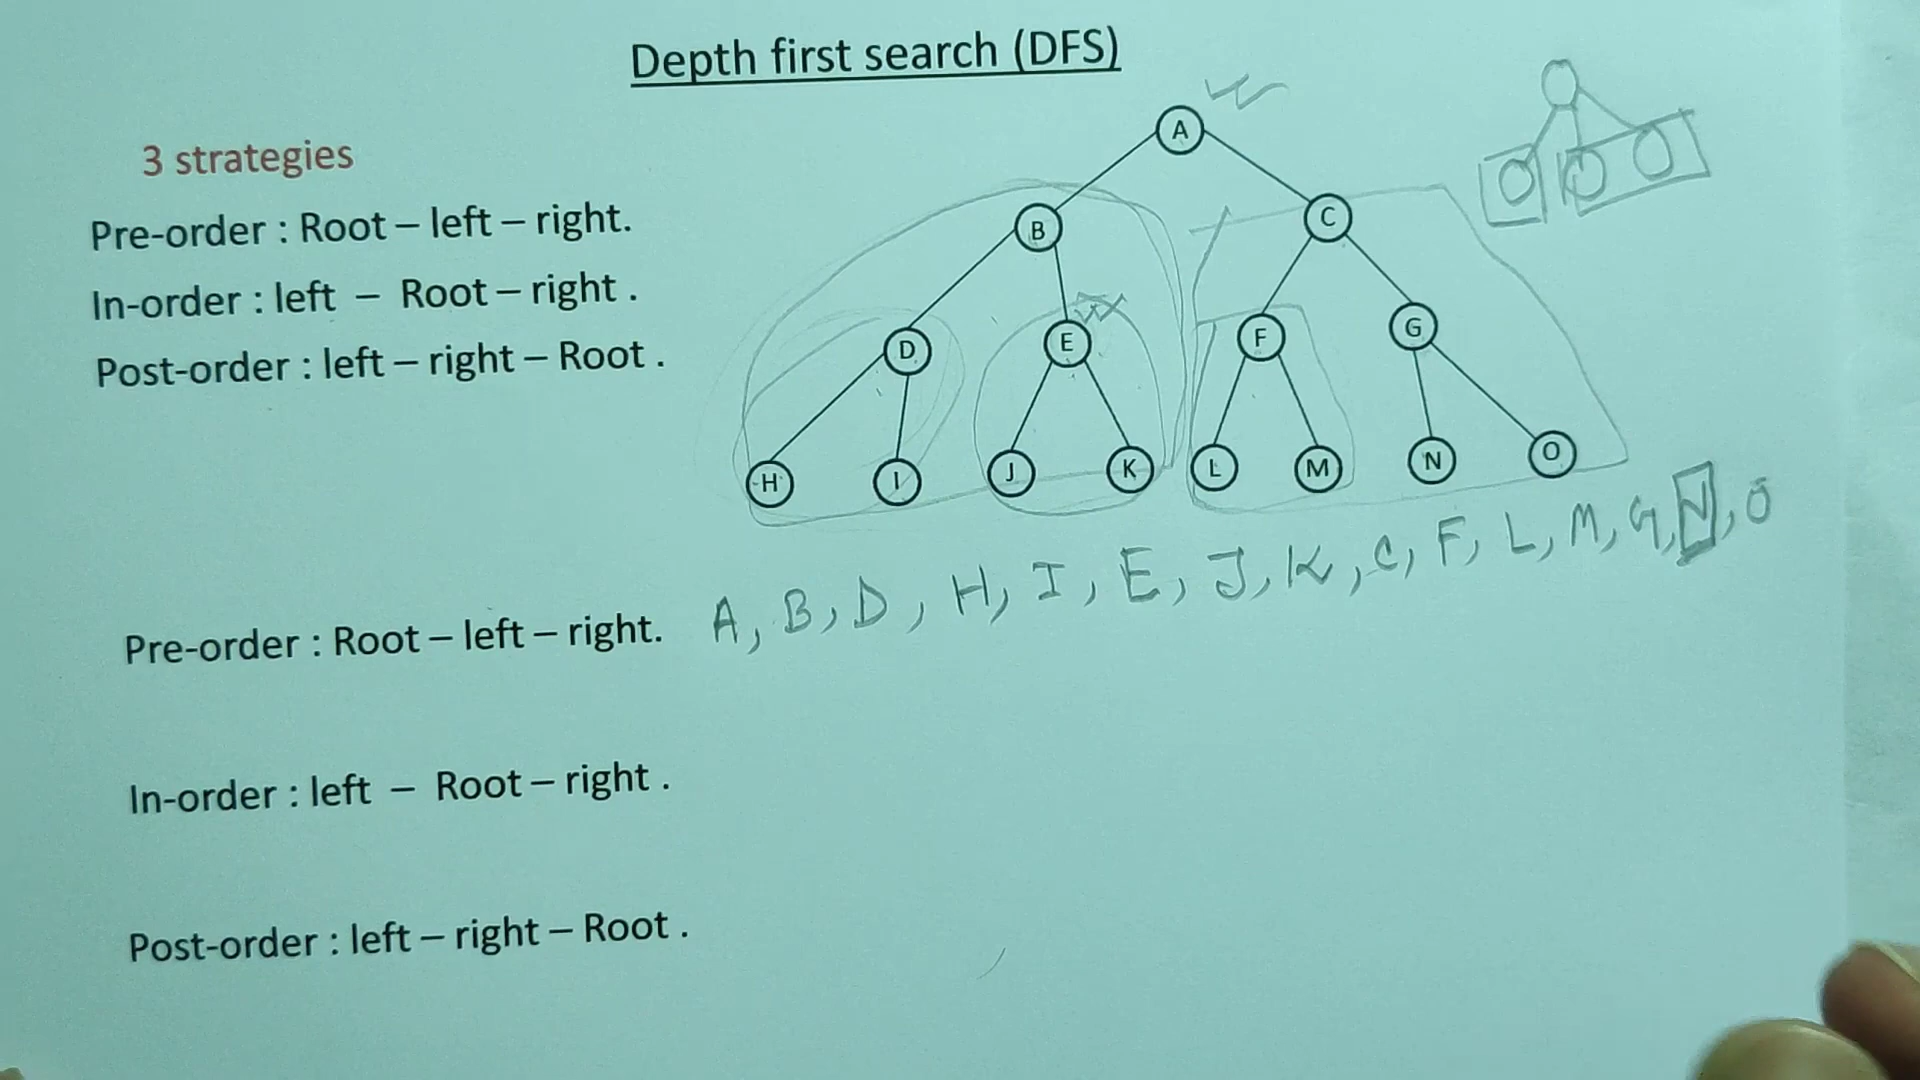 Depth first search (DFS)
3 strategies
Pre-order : Root – left – right.
In-order : left – Root – right .
Post-order : left – right – Root .
A
B
C
D
E
F
G
H
I
J
K
L
M
N
O
Pre-order : Root – left – right. A, B, D, H, I, E, J, K, C, F, L, M, G, N, O
In-order : left – Root – right .
Post-order : left – right – Root .